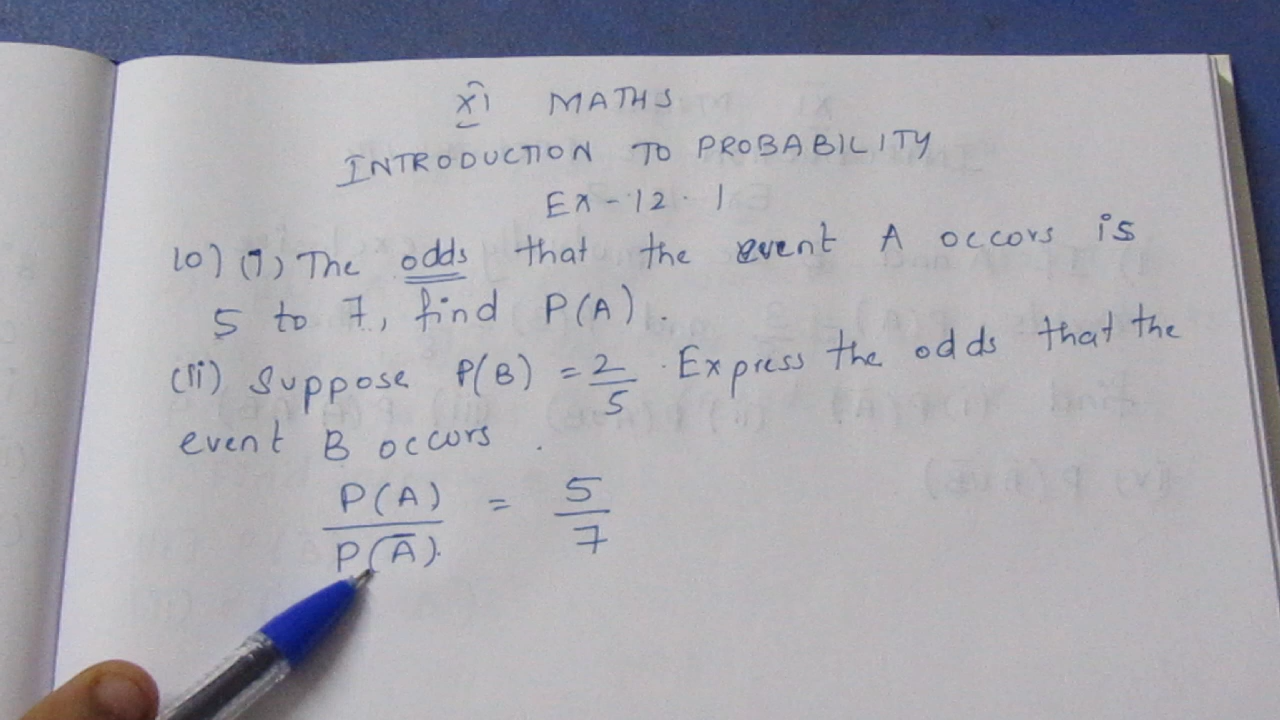 XI MATHS
INTRODUCTION TO PROBABILITY
Ex - 12.1
10) (i) The odds that the event A occors is
5 to 7, find P(A).
(ii) Suppose P(B) = 2/5. Express the odds that the
event B occurs.
P(A)/P(A̅) = 5/7